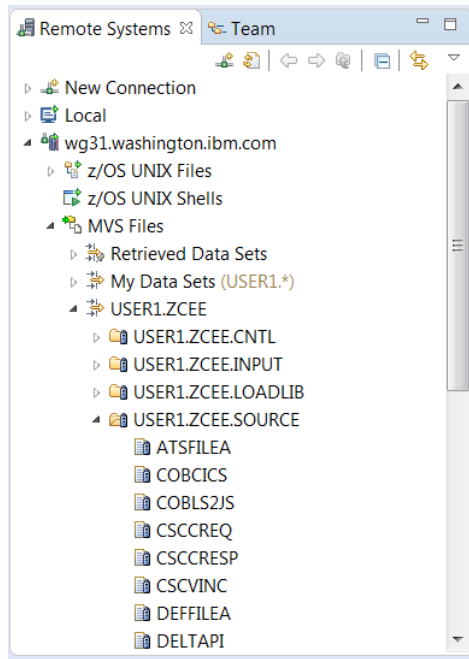 Remote Systems Team
New Connection
Local
wg31.washington.ibm.com
z/OS UNIX Files
z/OS UNIX Shells
MVS Files
Retrieved Data Sets
My Data Sets (USER1.*)
USER1.ZCEE
USER1.ZCEE.CNTL
USER1.ZCEE.INPUT
USER1.ZCEE.LOADLIB
USER1.ZCEE.SOURCE
ATSFILEA
COBCICS
COBLS2JS
CSCCREQ
CSCCRESP
CSCVINC
DEFFILEA
DELTAPI